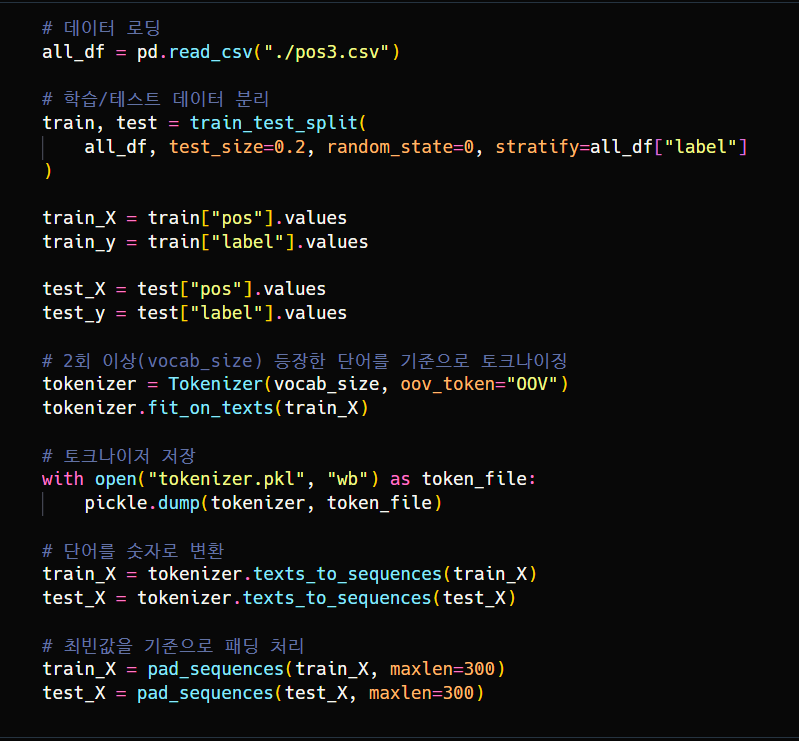 # 데이터 로딩
all_df = pd.read_csv("./pos3.csv")
# 학습/테스트 데이터 분리
train, test = train_test_split(
all_df, test_size=0.2, random_state=0, stratify=all_df["label"]
)
train_X = train["pos"].values
train_y = train["label"].values
test_X = test["pos"].values
test_y = test["label"].values
# 2회 이상(vocab_size) 등장한 단어를 기준으로 토크나이징
tokenizer = Tokenizer(vocab_size, oov_token="OOV")
tokenizer.fit_on_texts(train_X)
# 토크나이저 저장
with open("tokenizer.pkl", "wb") as token_file:
pickle.dump(tokenizer, token_file)
# 단어를 숫자로 변환
train_X = tokenizer.texts_to_sequences(train_X)
test_X = tokenizer.texts_to_sequences(test_X)
# 최빈값을 기준으로 패딩 처리
train_X = pad_sequences(train_X, maxlen=300)
test_X = pad_sequences(test_X, maxlen=300)